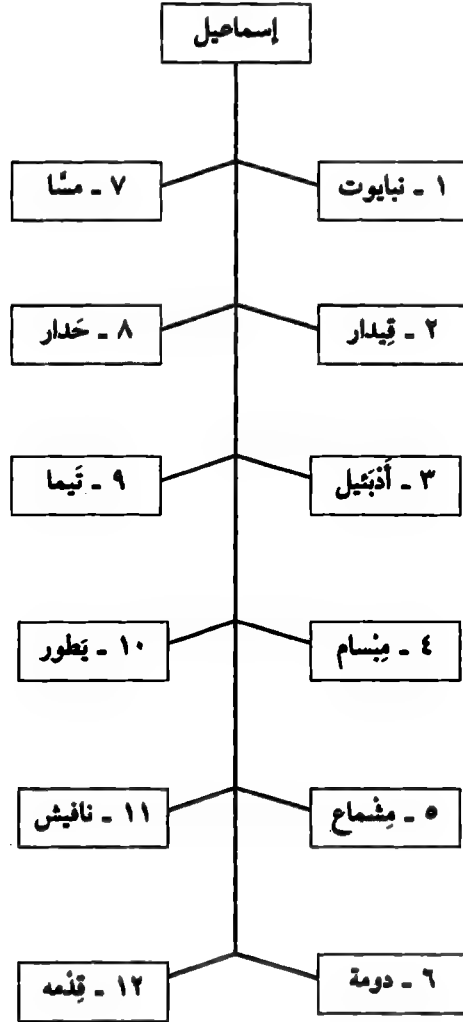 إسماعيل
١ ـ نبايوت
٧ ـ مسَّا
٢ ـ قِيدار
٨ ـ حَدار
٣ ـ أَدْبَئيل
٩ ـ تَيما
٤ ـ مِبْسام
١٠ ـ يَطور
٥ ـ مِشْماع
١١ ـ نافيش
٦ ـ دومة
١٢ ـ قِدْمه